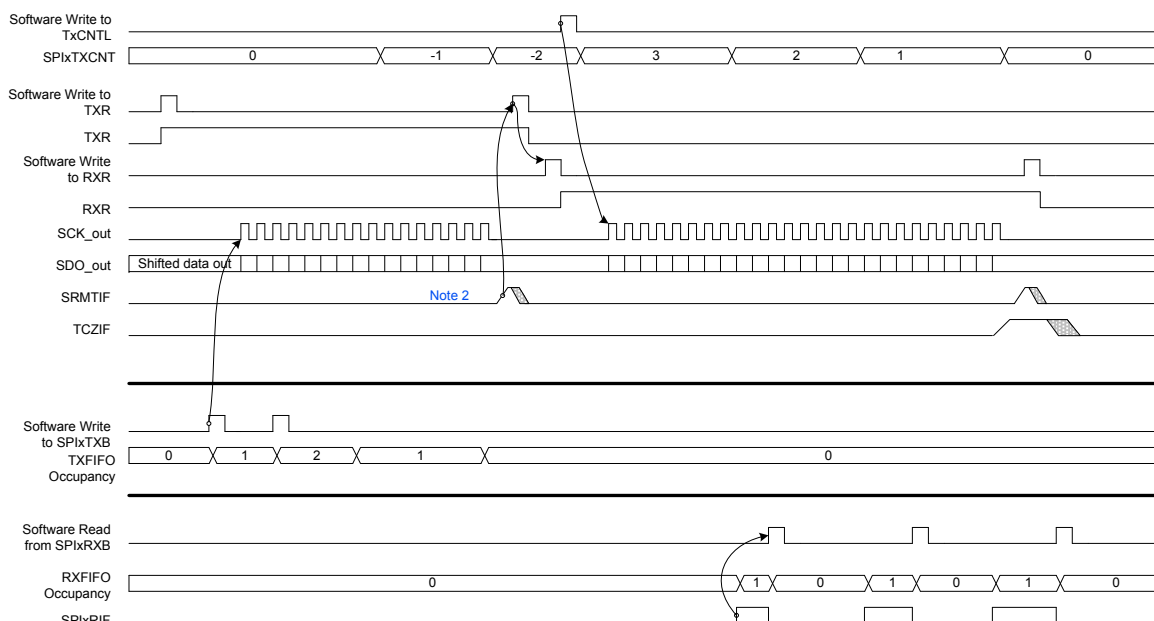 Software Write to
TxCNTL
SPIxTXCNT 0 -1 -2 3 2 1 0
Software Write to
TXR
TXR
Software Write
to RXR
RXR
SCK_out
SDO_out Shifted data out
SRMTIF Note 2
TCZIF
Software Write
to SPIxTXB
TXFIFO 0 1 2 1 0
Occupancy
Software Read
from SPIxRXB
RXFIFO 0 1 0 1 0 1 0
Occupancy
SPIxRIF